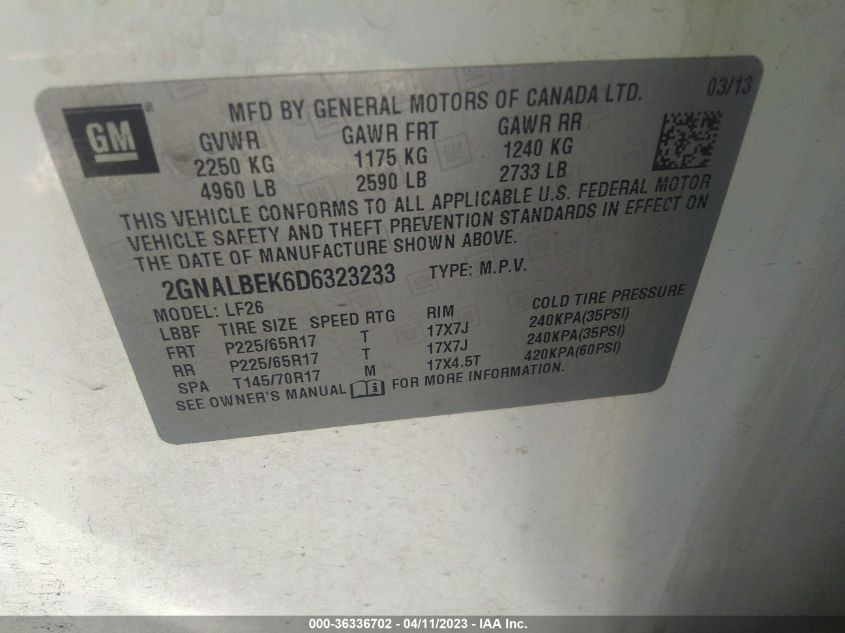 GM ®
MFD BY GENERAL MOTORS OF CANADA LTD. 03/13
GVWR GAWR FRT GAWR RR
2250 KG 1175 KG 1240 KG
4960 LB 2590 LB 2733 LB
THIS VEHICLE CONFORMS TO ALL APPLICABLE U.S. FEDERAL MOTOR
VEHICLE SAFETY AND THEFT PREVENTION STANDARDS IN EFFECT ON
THE DATE OF MANUFACTURE SHOWN ABOVE.
2GNALBEK6D6323233 TYPE: M.P.V.
MODEL: LF26
LBBF TIRE SIZE SPEED RTG RIM COLD TIRE PRESSURE
FRT P225/65R17 T 17X7J 240KPA(35PSI)
RR P225/65R17 T 17X7J 240KPA(35PSI)
SPA T145/70R17 M 17X4.5T 420KPA(60PSI)
SEE OWNER'S MANUAL FOR MORE INFORMATION.
000-36336702 - 04/11/2023 - IAA Inc.